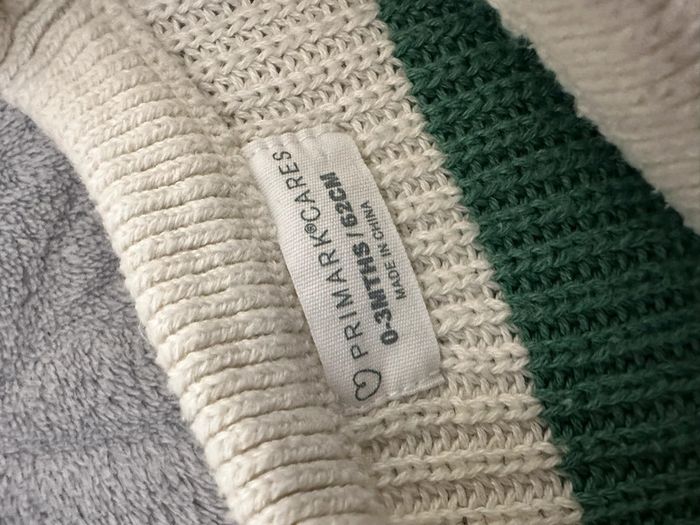 PRIMARK®CARES
0-3MTHS / 62CM
MADE IN CHINA